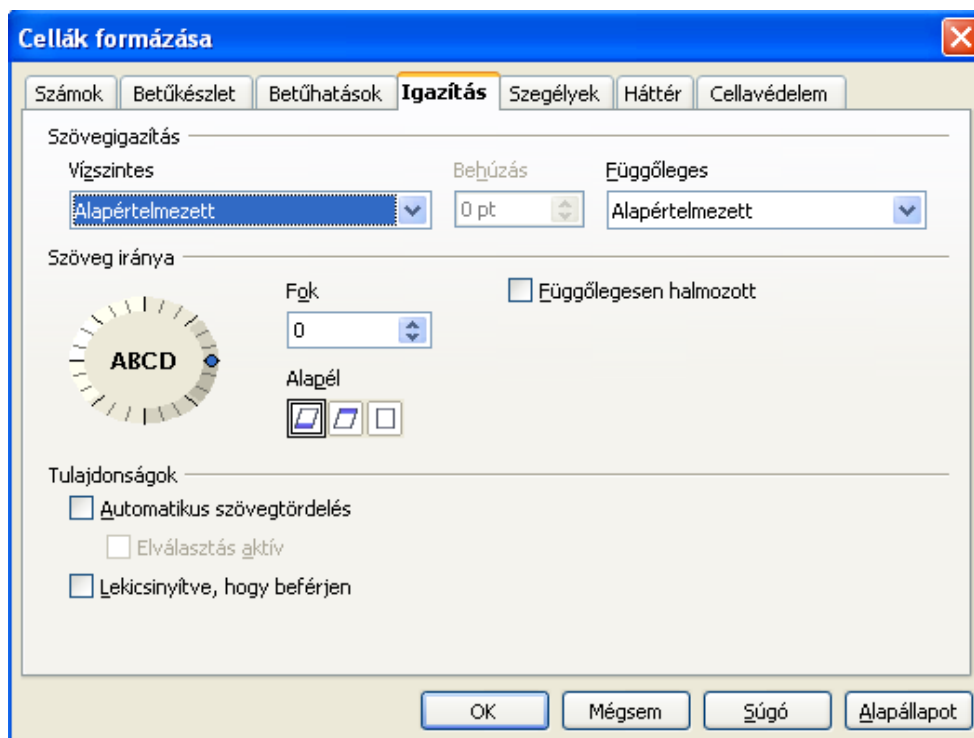 Cellák formázása
Számok Betűkészlet Betűhatások Igazítás Szegélyek Háttér Cellavédelem
Szövegigazítás
Vízszintes Behúzás Függőleges
Alapértelmezett 0 pt Alapértelmezett
Szöveg iránya
Fok Függőlegesen halmozott
0
ABCD
Alapél
Tulajdonságok
Automatikus szövegtördelés
Elválasztás aktív
Lekicsinyítve, hogy beférjen
OK Mégsem Súgó Alapállapot